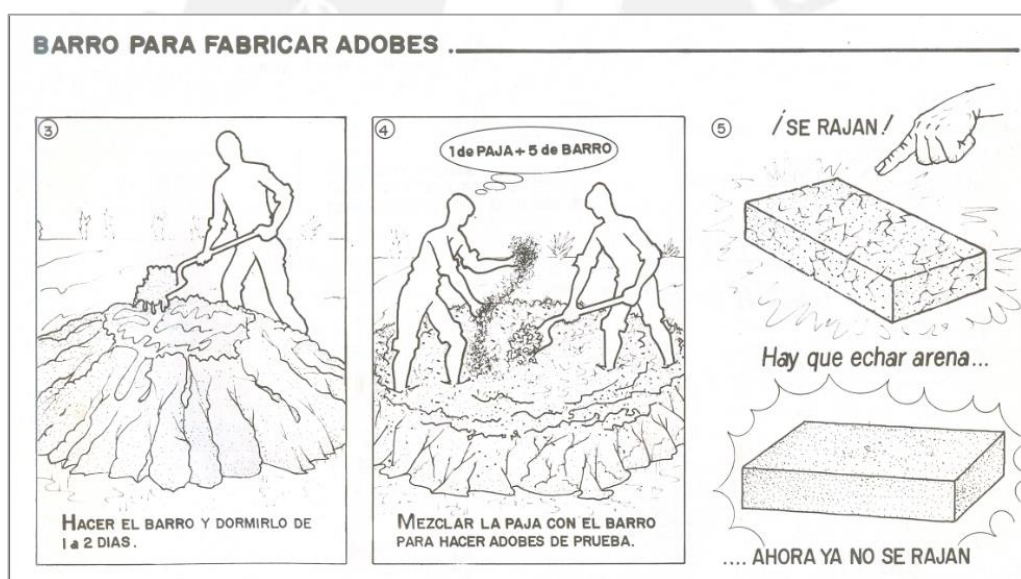 BARRO PARA FABRICAR ADOBES .
3
HACER EL BARRO Y DORMIRLO DE
1 a 2 DIAS.
4
1 de PAJA + 5 de BARRO
MEZCLAR LA PAJA CON EL BARRO
PARA HACER ADOBES DE PRUEBA.
5
¡SE RAJAN!
Hay que echar arena...
.... AHORA YA NO SE RAJAN